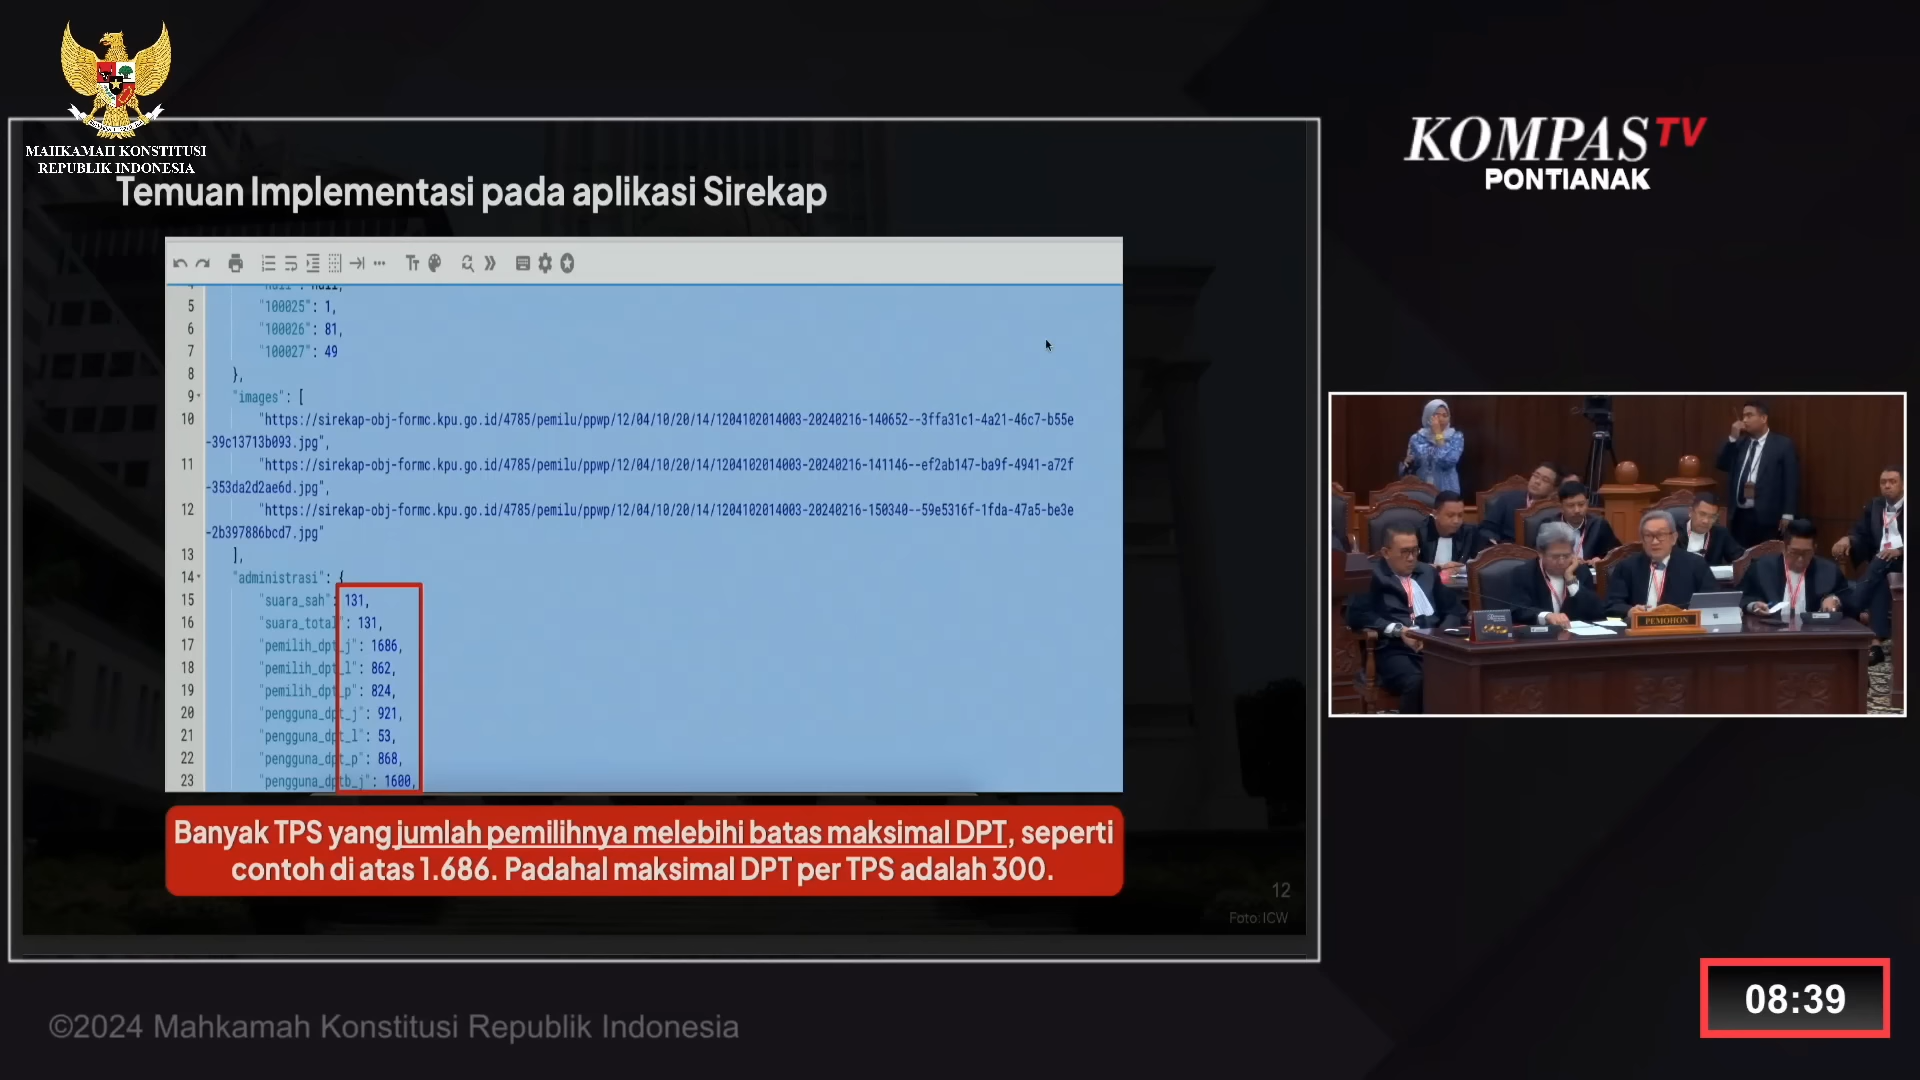 MAHKAMAH KONSTITUSI
REPUBLIK INDONESIA
KOMPAS TV
PONTIANAK
Temuan Implementasi pada aplikasi Sirekap
5 "100025": 1,
6 "100026": 81,
7 "100027": 49
8 },
9 "images": [
10 "https://sirekap-obj-formc.kpu.go.id/4785/pemilu/ppwp/12/04/10/20/14/1204102014003-20240216-140652--3ffa31c1-4a21-46c7-b55e
-39c13713b093.jpg",
11 "https://sirekap-obj-formc.kpu.go.id/4785/pemilu/ppwp/12/04/10/20/14/1204102014003-20240216-141146--ef2ab147-ba9f-4941-a72f
-353da2d2ae6d.jpg",
12 "https://sirekap-obj-formc.kpu.go.id/4785/pemilu/ppwp/12/04/10/20/14/1204102014003-20240216-150340--59e5316f-1fda-47a5-be3e
-2b397886bcd7.jpg"
13 ],
14 "administrasi": {
15 "suara_sah": 131,
16 "suara_total": 131,
17 "pemilih_dpt_j": 1686,
18 "pemilih_dpt_l": 862,
19 "pemilih_dpt_p": 824,
20 "pengguna_dpt_j": 921,
21 "pengguna_dpt_l": 53,
22 "pengguna_dpt_p": 868,
23 "pengguna_dptb_j": 1600,
Banyak TPS yang jumlah pemilihnya melebihi batas maksimal DPT, seperti
contoh di atas 1.686. Padahal maksimal DPT per TPS adalah 300.
12
Foto: ICW
PEMOHON
08:39
©2024 Mahkamah Konstitusi Republik Indonesia